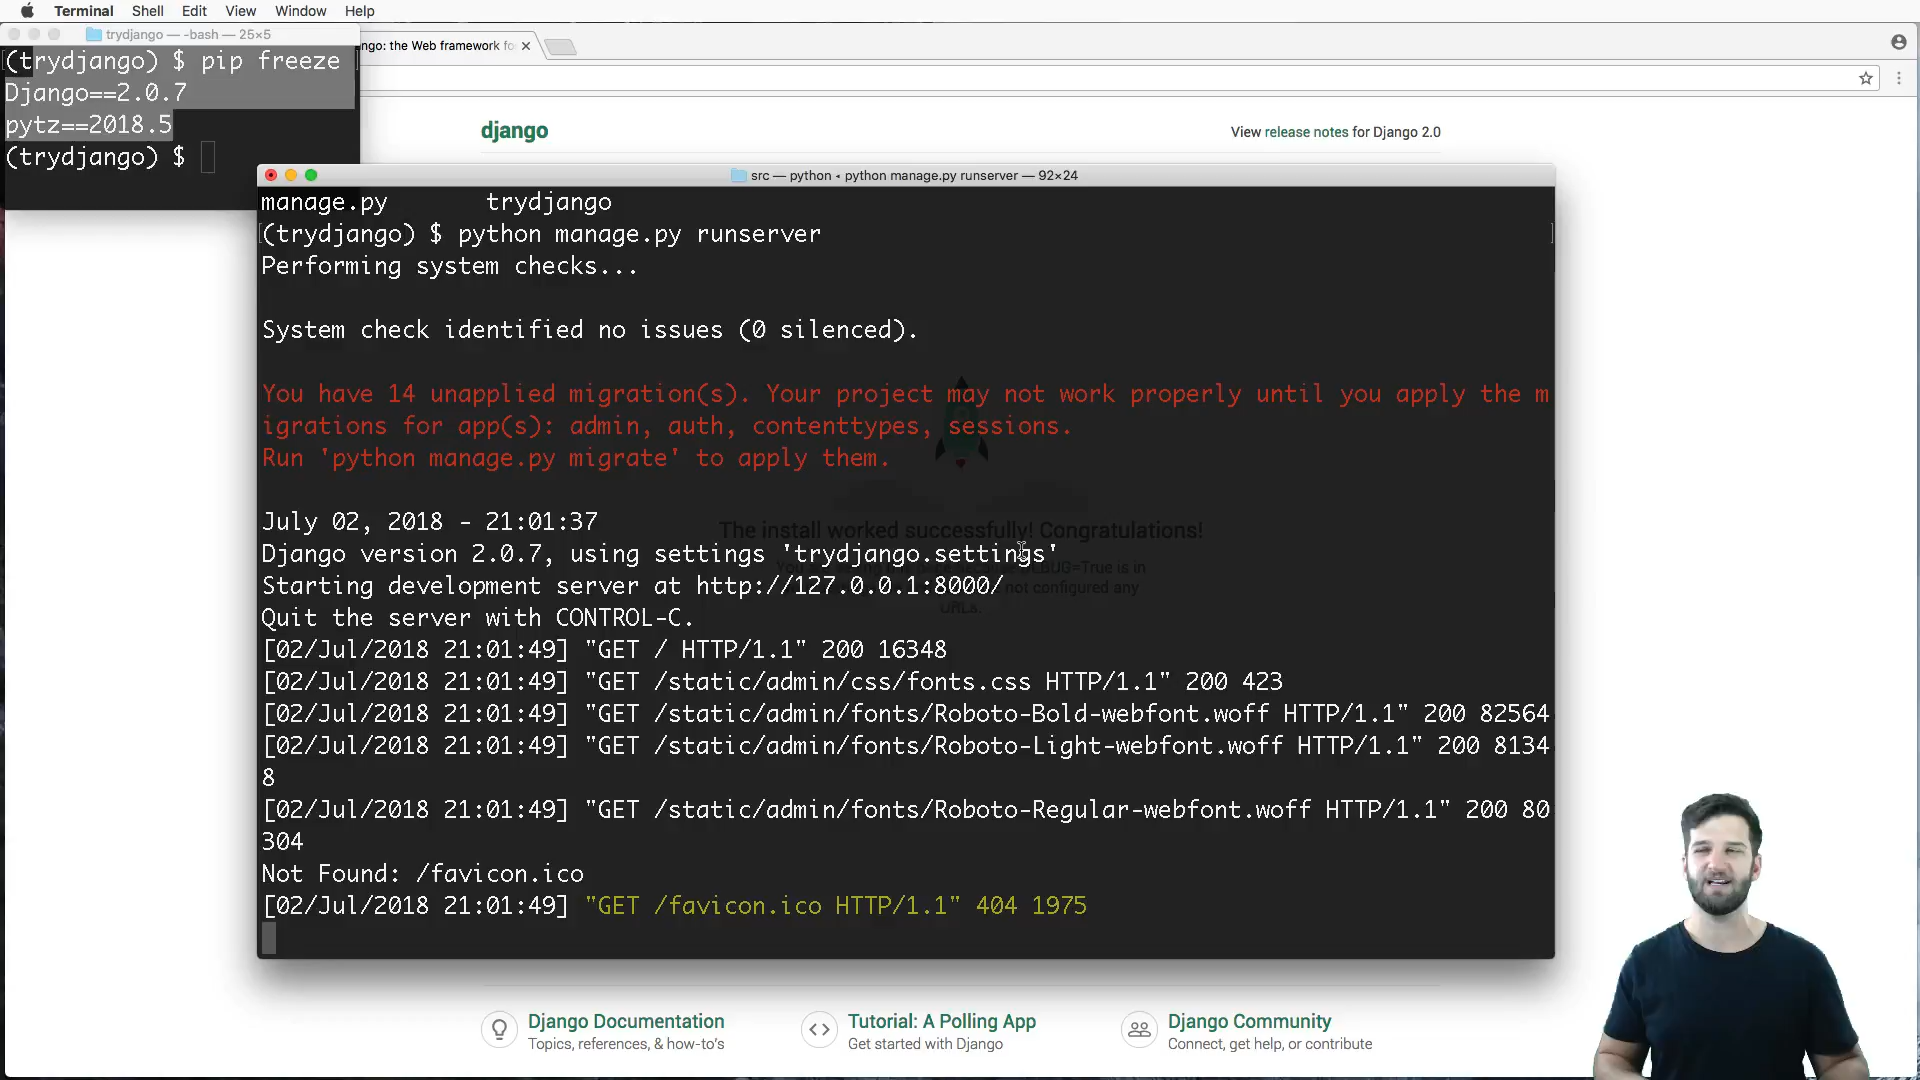 Terminal Shell Edit View Window Help
trydjango — -bash — 25×5
(trydjango) $ pip freeze
Django==2.0.7
pytz==2018.5
(trydjango) $
ngo: the Web framework fo
django
View release notes for Django 2.0
src — python • python manage.py runserver — 92×24
manage.py trydjango
(trydjango) $ python manage.py runserver
Performing system checks...
System check identified no issues (0 silenced).
You have 14 unapplied migration(s). Your project may not work properly until you apply the m
igrations for app(s): admin, auth, contenttypes, sessions.
Run 'python manage.py migrate' to apply them.
July 02, 2018 - 21:01:37
The install worked successfully! Congratulations!
Django version 2.0.7, using settings 'trydjango.settings'
Starting development server at http://127.0.0.1:8000/
Quit the server with CONTROL-C.
[02/Jul/2018 21:01:49] "GET / HTTP/1.1" 200 16348
[02/Jul/2018 21:01:49] "GET /static/admin/css/fonts.css HTTP/1.1" 200 423
[02/Jul/2018 21:01:49] "GET /static/admin/fonts/Roboto-Bold-webfont.woff HTTP/1.1" 200 82564
[02/Jul/2018 21:01:49] "GET /static/admin/fonts/Roboto-Light-webfont.woff HTTP/1.1" 200 8134
8
[02/Jul/2018 21:01:49] "GET /static/admin/fonts/Roboto-Regular-webfont.woff HTTP/1.1" 200 80
304
Not Found: /favicon.ico
[02/Jul/2018 21:01:49] "GET /favicon.ico HTTP/1.1" 404 1975
Django Documentation
Topics, references, & how-to's
Tutorial: A Polling App
Get started with Django
Django Community
Connect, get help, or contribute